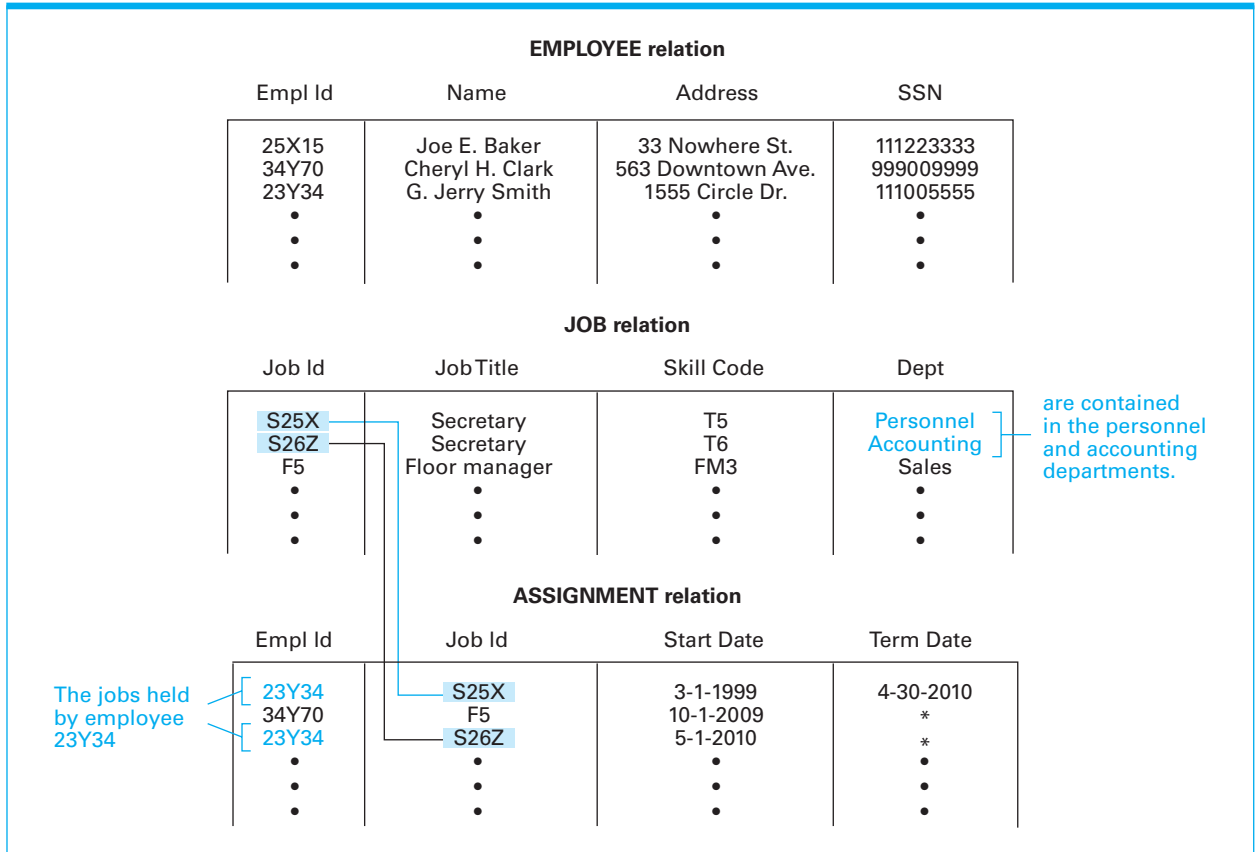 EMPLOYEE relation
Empl Id Name Address SSN
25X15 Joe E. Baker 33 Nowhere St. 111223333
34Y70 Cheryl H. Clark 563 Downtown Ave. 999009999
23Y34 G. Jerry Smith 1555 Circle Dr. 111005555
JOB relation
Job Id Job Title Skill Code Dept
S25X Secretary T5 Personnel
S26Z Secretary T6 Accounting
F5 Floor manager FM3 Sales
are contained
in the personnel
and accounting
departments.
ASSIGNMENT relation
Empl Id Job Id Start Date Term Date
The jobs held
by employee
23Y34
23Y34 S25X 3-1-1999 4-30-2010
34Y70 F5 10-1-2009 *
23Y34 S26Z 5-1-2010 *